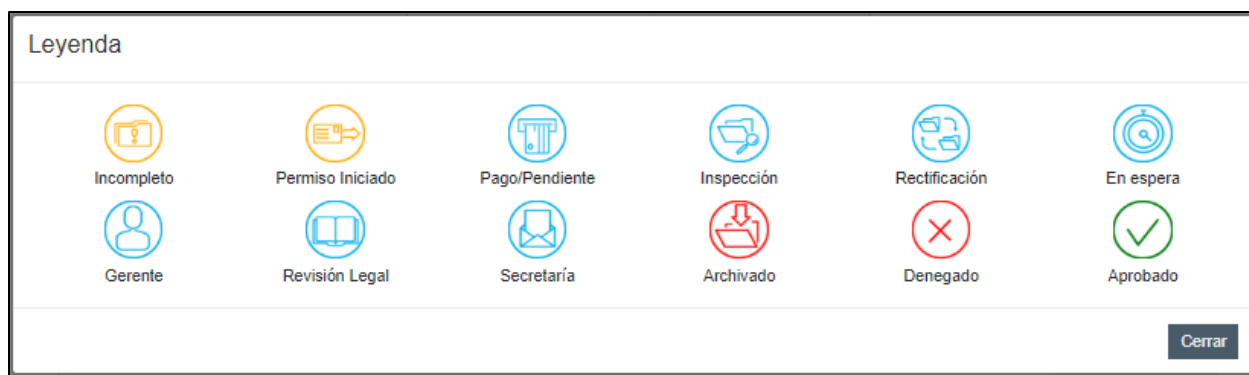 Leyenda
Incompleto Permiso Iniciado Pago/Pendiente Inspección Rectificación En espera
Gerente Revisión Legal Secretaría Archivado Denegado Aprobado
Cerrar